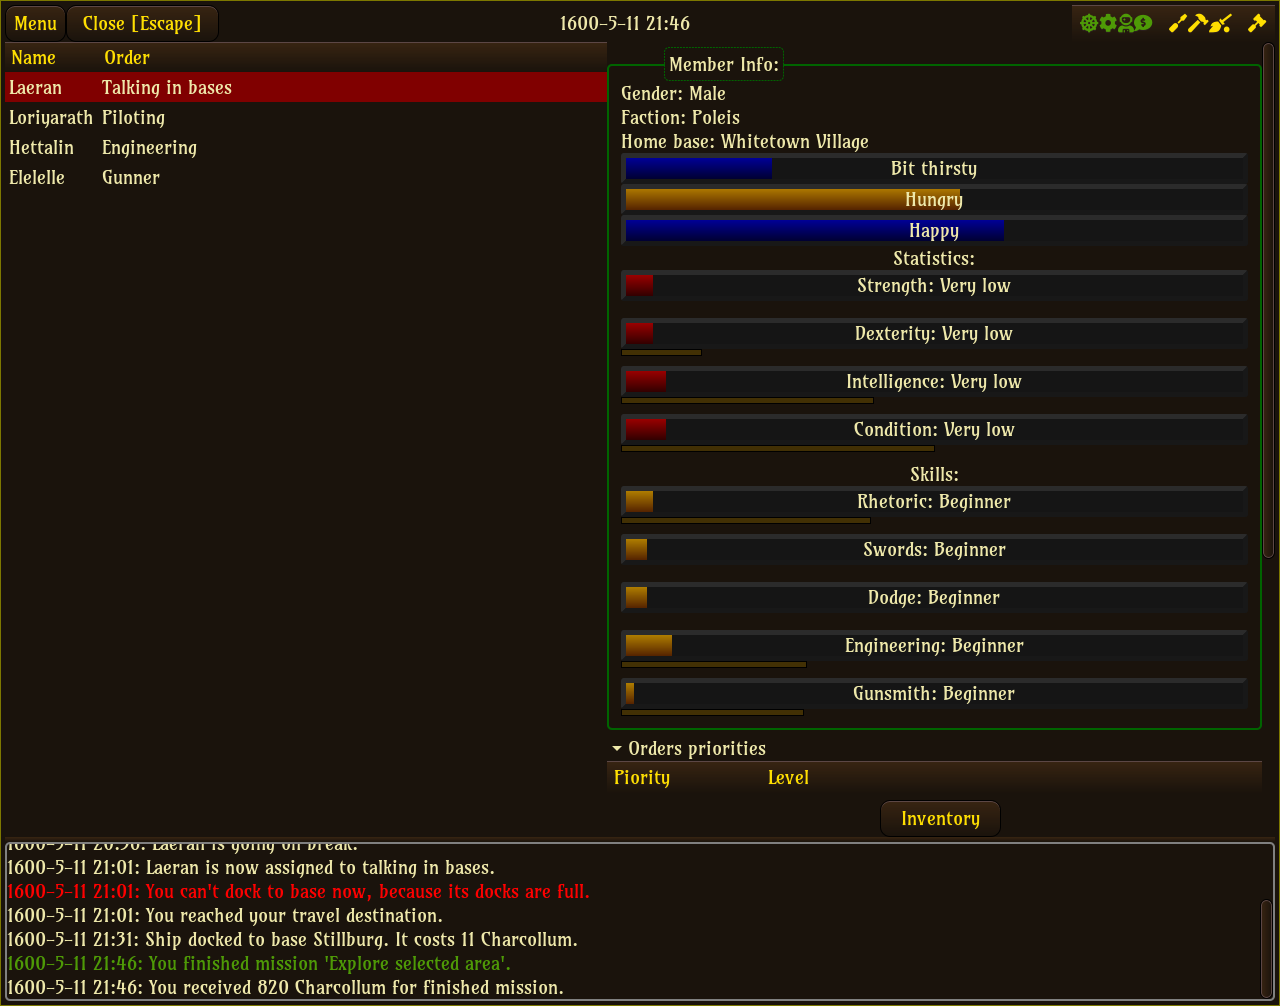 Menu Close [Escape] 1600-5-11 21:46
Name Order
Laeran Talking in bases
Loriyarath Piloting
Hettalin Engineering
Elelelle Gunner
Member Info:
Gender: Male
Faction: Poleis
Home base: Whitetown Village
Bit thirsty
Hungry
Happy
Statistics:
Strength: Very low
Dexterity: Very low
Intelligence: Very low
Condition: Very low
Skills:
Rhetoric: Beginner
Swords: Beginner
Dodge: Beginner
Engineering: Beginner
Gunsmith: Beginner
Orders priorities
Piority Level
Inventory
1600-5-11 20:56: Laeran is going on break.
1600-5-11 21:01: Laeran is now assigned to talking in bases.
1600-5-11 21:01: You can't dock to base now, because its docks are full.
1600-5-11 21:01: You reached your travel destination.
1600-5-11 21:31: Ship docked to base Stillburg. It costs 11 Charcollum.
1600-5-11 21:46: You finished mission 'Explore selected area'.
1600-5-11 21:46: You received 820 Charcollum for finished mission.